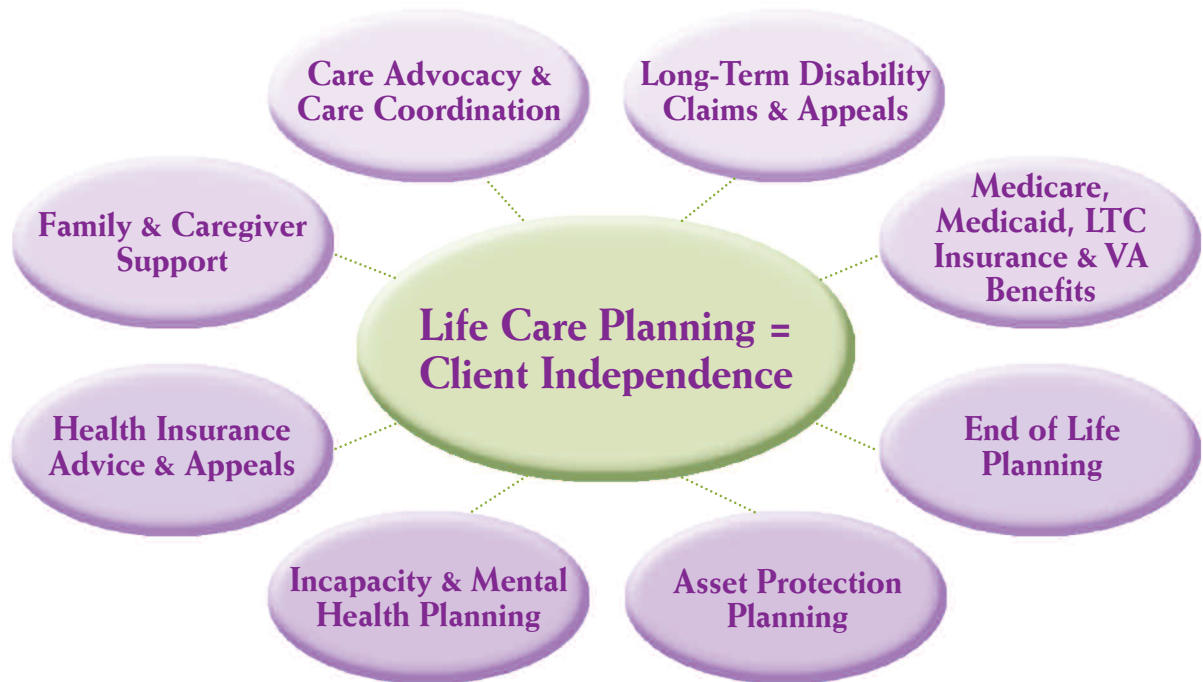 Care Advocacy &
Care Coordination
Long-Term Disability
Claims & Appeals
Family & Caregiver
Support
Medicare,
Medicaid, LTC
Insurance & VA
Benefits
Life Care Planning =
Client Independence
Health Insurance
Advice & Appeals
End of Life
Planning
Incapacity & Mental
Health Planning
Asset Protection
Planning